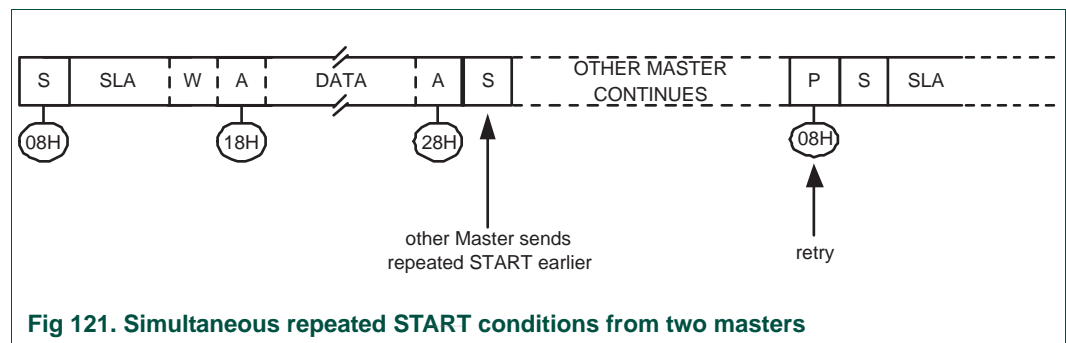 S SLA W A DATA A S OTHER MASTER CONTINUES P S SLA
08H 18H 28H 08H
other Master sends
repeated START earlier
retry
Fig 121. Simultaneous repeated START conditions from two masters